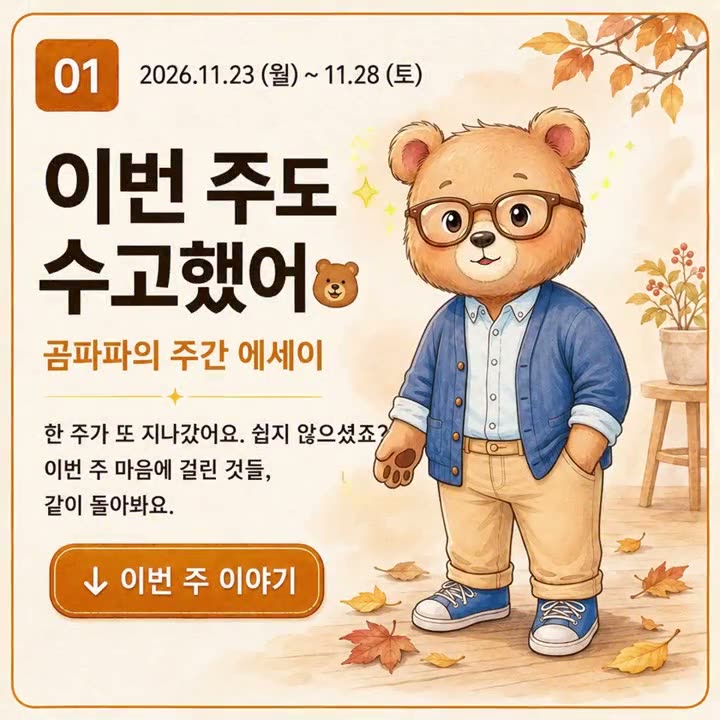 01
2026.11.23 (월) ~ 11.28 (토)
이번 주도
수고했어
곰파파의 주간 에세이
한 주가 또 지나갔어요. 쉽지 않으셨죠?
이번 주 마음에 걸린 것들,
같이 돌아봐요.
↓ 이번 주 이야기